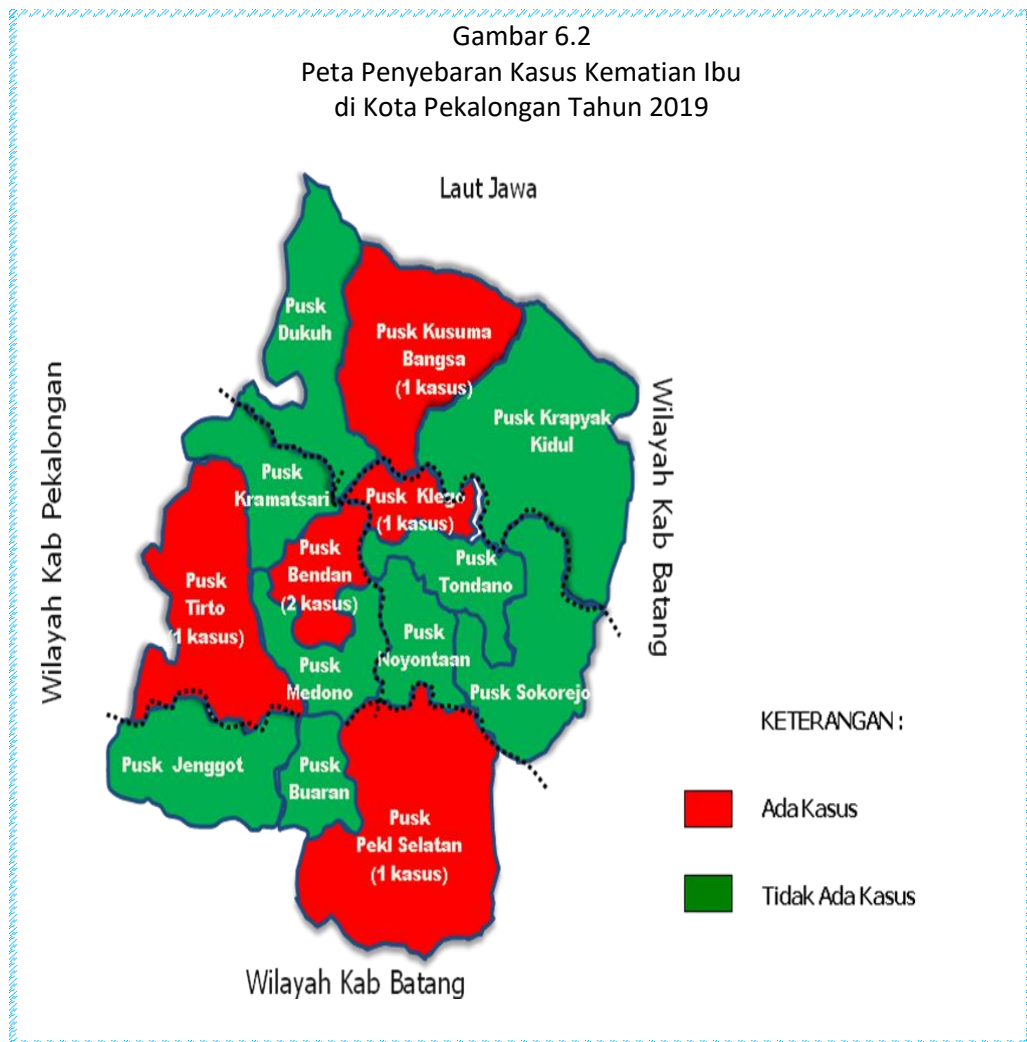 Gambar 6.2
Peta Penyebaran Kasus Kematian Ibu
di Kota Pekalongan Tahun 2019
Laut Jawa
Pusk
Dukuh
Pusk Kusuma
Bangsa
(1 kasus)
Wilayah Kab Pekalongan
Wilayah Kab Batang
Pusk Krapyak
Kidul
Pusk
Kramatsari
Pusk Klego
(1 kasus)
Pusk
Bendan
(2 kasus)
Pusk
Tondano
Pusk
Tirto
(1 kasus)
Pusk
Noyontaan
Pusk
Medono
Pusk Sokorejo
KETERANGAN :
Pusk Jenggot
Pusk
Buaran
Ada Kasus
Pusk
Pekl Selatan
(1 kasus)
Tidak Ada Kasus
Wilayah Kab Batang